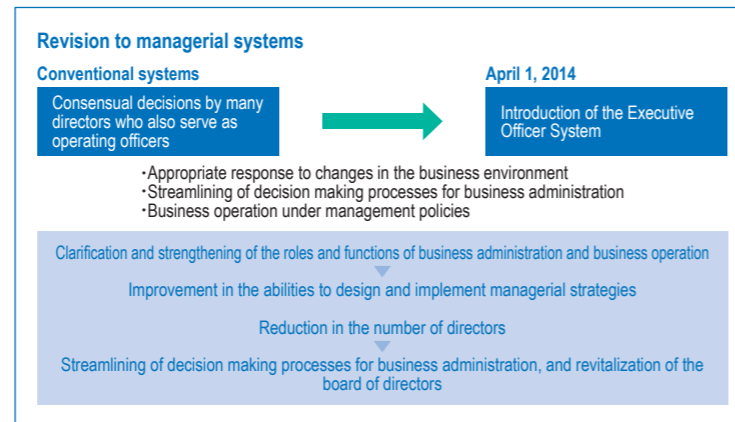 Revision to managerial systems
Conventional systems
April 1, 2014
Consensual decisions by many
directors who also serve as
operating officers
Introduction of the Executive
Officer System
・Appropriate response to changes in the business environment
・Streamlining of decision making processes for business administration
・Business operation under management policies
Clarification and strengthening of the roles and functions of business administration and business operation
Improvement in the abilities to design and implement managerial strategies
Reduction in the number of directors
Streamlining of decision making processes for business administration, and revitalization of the
board of directors